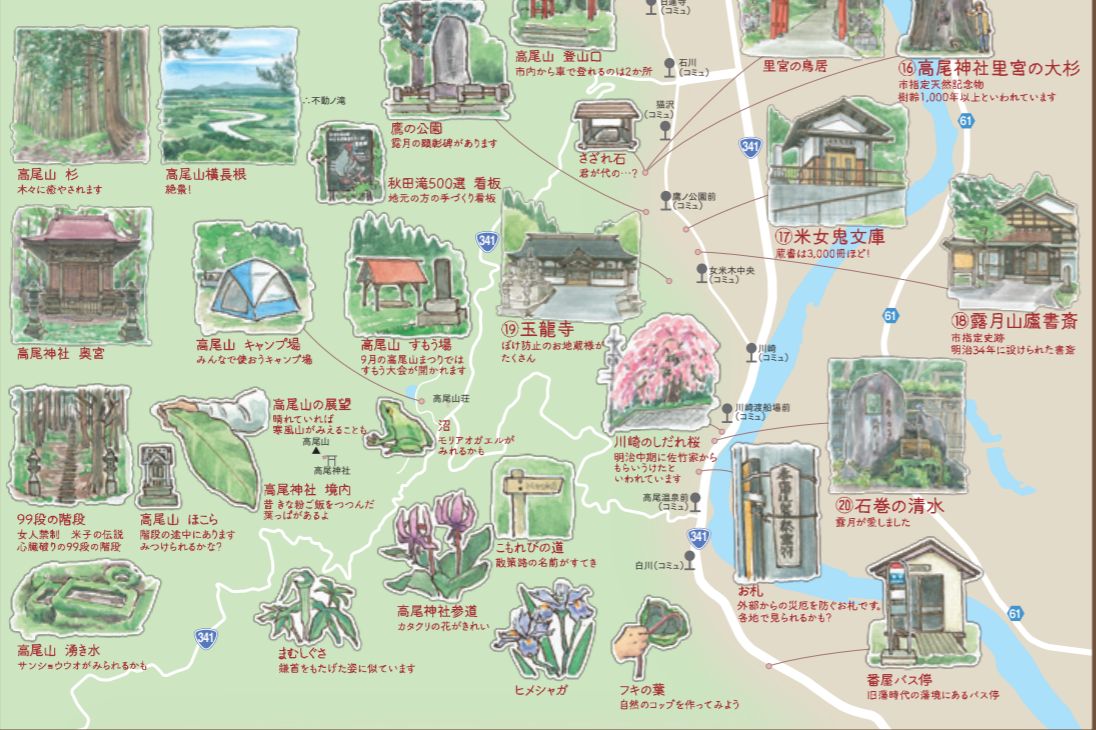 高尾山 杉
木々に癒やされます
高尾山横長根
絶景!
∴不動ノ滝
鷹の公園
露月の顕彰碑があります
秋田滝500選 看板
地元の方の手づくり看板
高尾山 登山口
市内から車で登れるのは2か所
石川
(コミュ)
猫沢
(コミュ)
さざれ石
君が代の…?
里宮の鳥居
⑯高尾神社里宮の大杉
市指定天然記念物
樹齢1,000年以上といわれています
61
341
鷹ノ公園前
(コミュ)
⑰米女鬼文庫
蔵書は3,000冊ほど!
女米木中央
(コミュ)
341
⑱露月山廬書斎
市指定史跡
明治34年に設けられた書斎
61
高尾神社 奥宮
高尾山 キャンプ場
みんなで使おうキャンプ場
高尾山 すもう場
9月の高尾山まつりでは
すもう大会が開かれます
⑲玉龍寺
ぼけ防止のお地蔵様が
たくさん
川崎
(コミュ)
高尾山荘
川崎渡船場前
(コミュ)
高尾山の展望
晴れていれば
寒風山がみえることも
高尾山
高尾神社
沼
モリアオガエルが
みれるかも
川崎のしだれ桜
明治中期に佐竹家から
もらいうけたと
いわれています
99段の階段
女人禁制 米子の伝説
心臓破りの99段の階段
高尾山 ほこら
階段の途中にあります
みつけられるかな?
高尾神社 境内
昔きな粉ご飯をつつんだ
葉っぱがあるよ
高尾温泉前
(コミュ)
341
白川(コミュ)
⑳石巻の清水
露月が愛しました
こもれびの道
散策路の名前がすてき
お札
外部からの災厄を防ぐお札です。
各地で見られるかも?
高尾神社参道
カタクリの花がきれい
61
高尾山 湧き水
サンショウウオがみられるかも
341
まむしぐさ
鎌首をもたげた姿に似ています
ヒメシャガ
フキの葉
自然のコップを作ってみよう
番屋バス停
旧藩時代の藩境にあるバス停